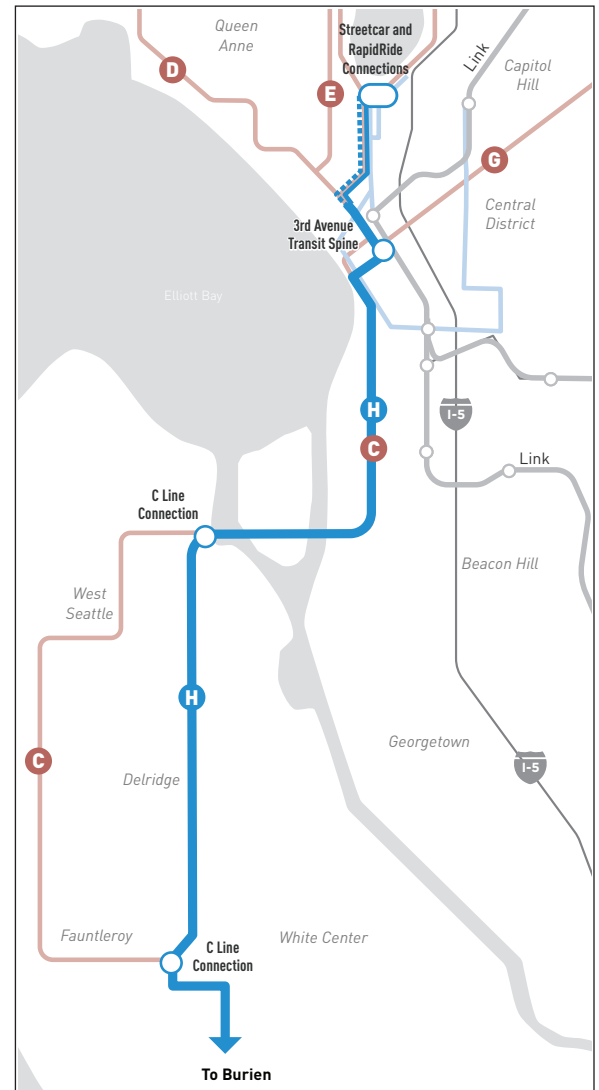 Queen
Anne
Streetcar and
RapidRide
Connections
D
E
Link
Capitol
Hill
G
Central
District
3rd Avenue
Transit Spine
Elliott Bay
H
C
I-5
Link
C Line
Connection
Beacon Hill
West
Seattle
H
C
Georgetown
I-5
Delridge
Fauntleroy
White Center
C Line
Connection
To Burien